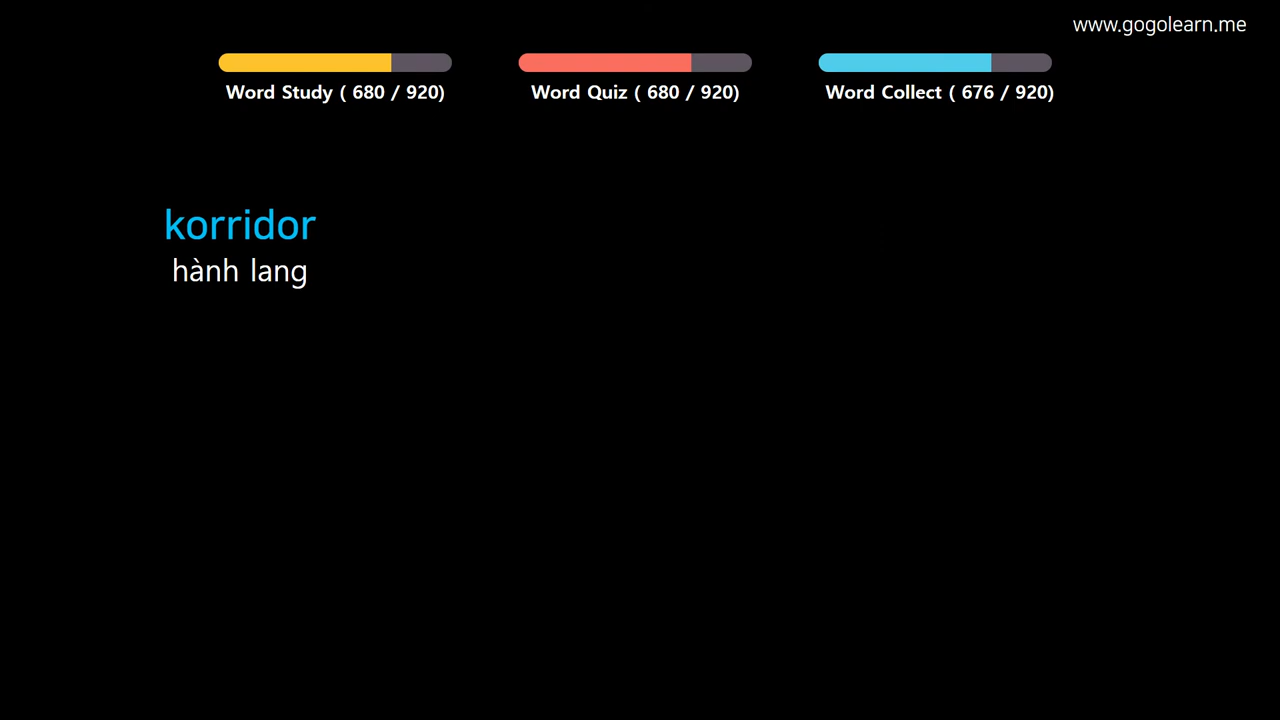 www.gogolearn.me
Word Study ( 680 / 920)
Word Quiz ( 680 / 920)
Word Collect ( 676 / 920)
korridor
hành lang